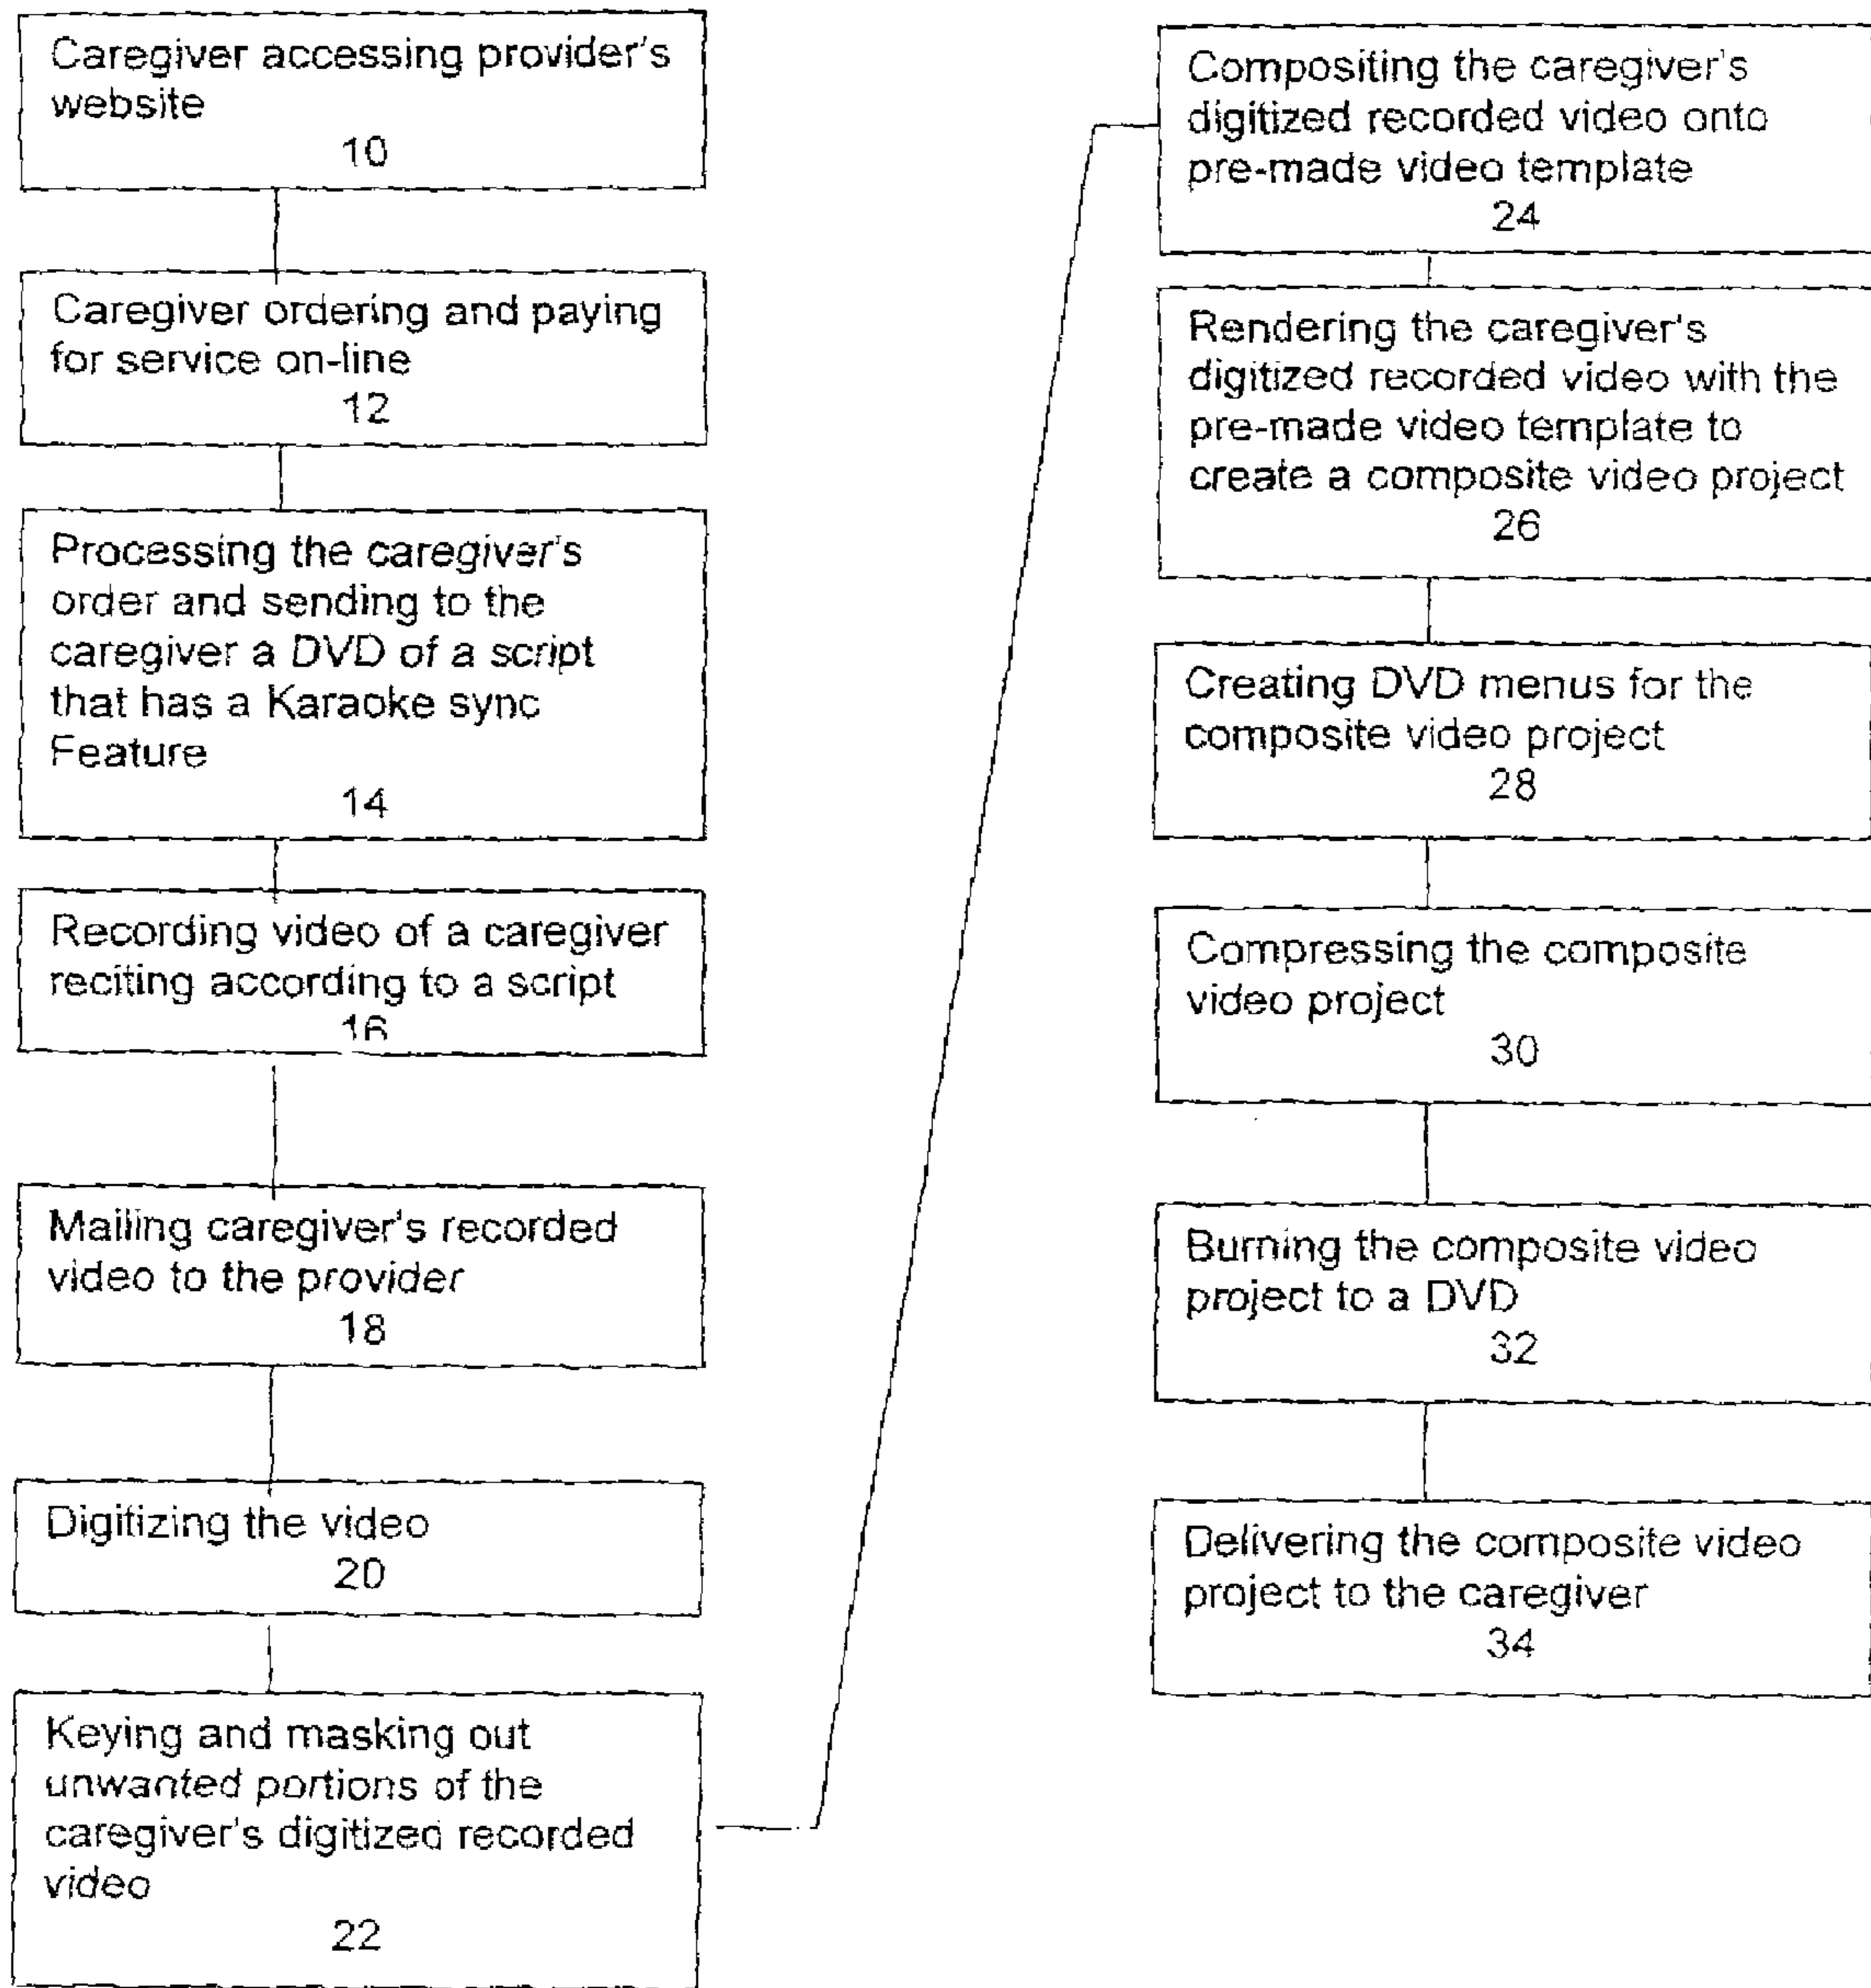 Caregiver accessing provider's
website
10
Caregiver ordering and paying
for service on-line
12
Processing the caregiver's
order and sending to the
caregiver a DVD of a script
that has a Karaoke sync
Feature
14
Recording video of a caregiver
reciting according to a script
16
Mailing caregiver's recorded
video to the provider
18
Digitizing the video
20
Keying and masking out
unwanted portions of the
caregiver's digitized recorded
video
22
Compositing the caregiver's
digitized recorded video onto
pre-made video template
24
Rendering the caregiver's
digitized recorded video with the
pre-made video template to
create a composite video project
26
Creating DVD menus for the
composite video project
28
Compressing the composite
video project
30
Burning the composite video
project to a DVD
32
Delivering the composite video
project to the caregiver
34